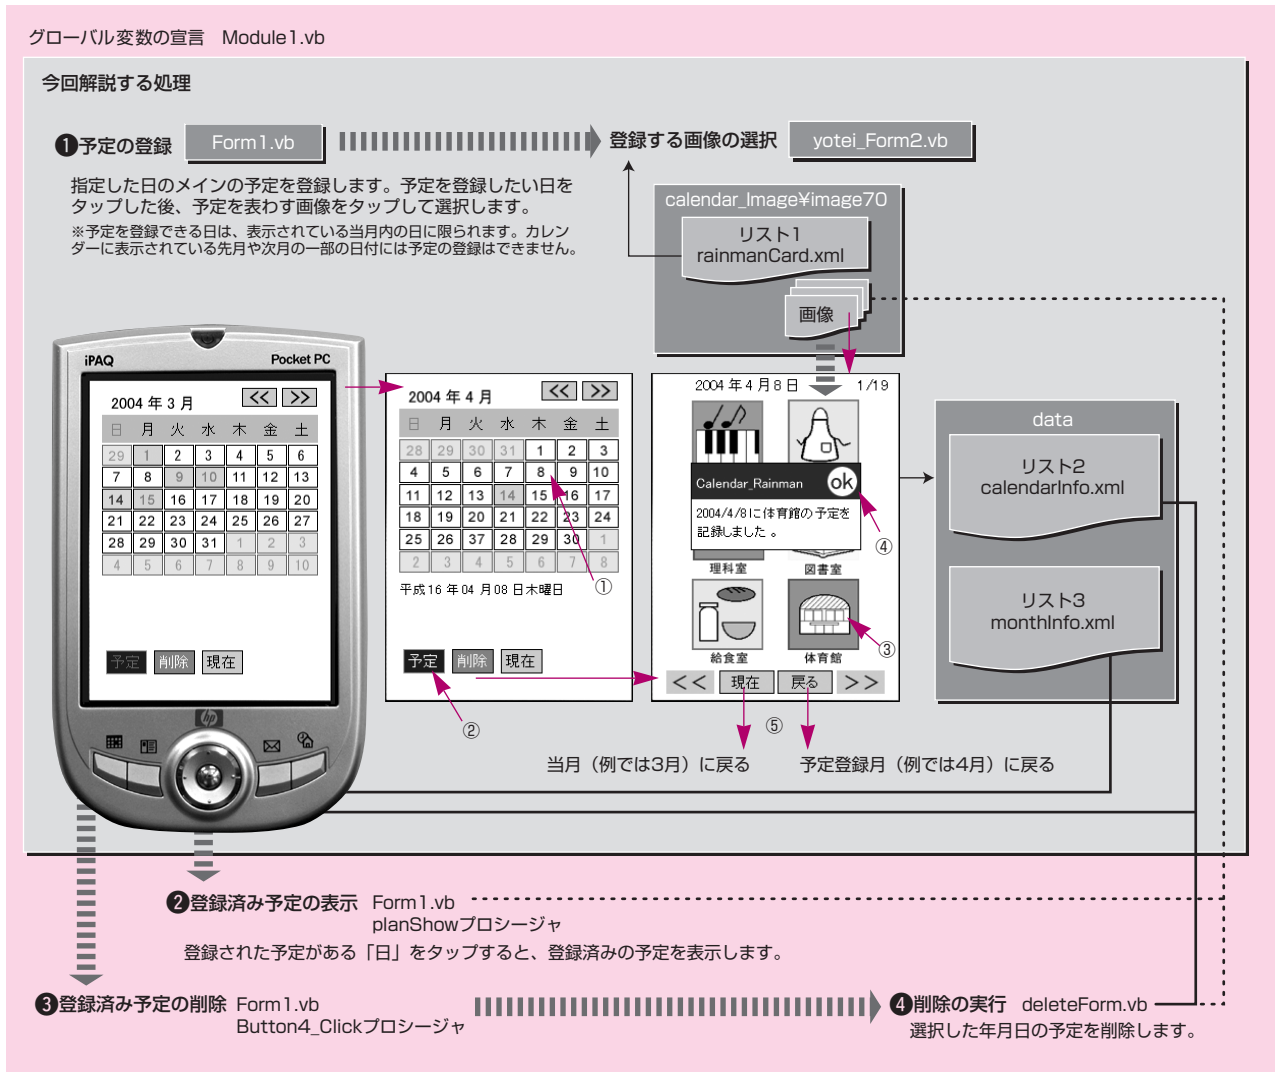 グローバル変数の宣言　Module1.vb
今回解説する処理
❶予定の登録　Form1.vb
登録する画像の選択　yotei_Form2.vb
指定した日のメインの予定を登録します。予定を登録したい日を
タップした後、予定を表わす画像をタップして選択します。
※予定を登録できる日は、表示されている当月内の日に限られます。カレン
ダーに表示されている先月や次月の一部の日付には予定の登録はできません。
calendar_Image¥image70
リスト1
rainmanCard.xml
画像
iPAQ Pocket PC
2004 年 3 月 << >>
日 月 火 水 木 金 土
29 1 2 3 4 5 6
7 8 9 10 11 12 13
14 15 16 17 18 19 20
21 22 23 24 25 26 27
28 29 30 31 1 2 3
4 5 6 7 8 9 10
予定 削除 現在
hp
2004 年 4 月 << >>
日 月 火 水 木 金 土
28 29 30 31 1 2 3
4 5 6 7 8 9 10
11 12 13 14 15 16 17
18 19 20 21 22 23 24
25 26 37 28 29 30 1
2 3 4 5 6 7 8
平成16 年 04 月 08 日木曜日
①
予定 削除 現在
②
2004 年 4 月 8 日 1/19
Calendar_Rainman ok
2004/4/8に体育館の予定を
記録しました 。
④
理科室 図書室
③
給食室 体育館
<< 現在 戻る >>
⑤
当月（例では3月）に戻る
予定登録月（例では4月）に戻る
data
リスト2
calendarInfo.xml
リスト3
monthInfo.xml
❷登録済み予定の表示　Form1.vb
planShowプロシージャ
登録された予定がある「日」をタップすると、登録済みの予定を表示します。
❸登録済み予定の削除　Form1.vb
Button4_Clickプロシージャ
❹削除の実行　deleteForm.vb
選択した年月日の予定を削除します。